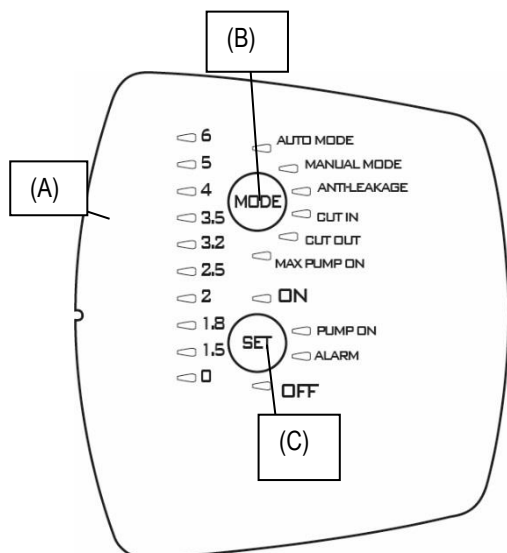 (B)
(A)
6
5
4
3.5
3.2
2.5
2
1.8
1.5
0
AUTO MODE
MANUAL MODE
ANTI-LEAKAGE
CUT IN
CUT OUT
MAX PUMP ON
MODE
ON
PUMP ON
ALARM
SET
OFF
(C)